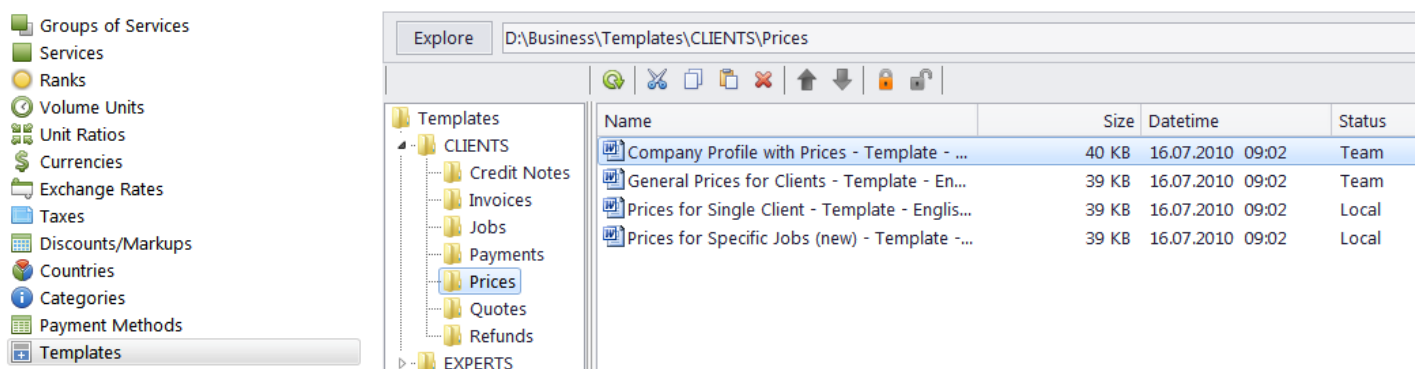 Groups of Services
Services
Ranks
Volume Units
Unit Ratios
Currencies
Exchange Rates
Taxes
Discounts/Markups
Countries
Categories
Payment Methods
Templates
Explore D:\Business\Templates\CLIENTS\Prices
Templates
CLIENTS
Credit Notes
Invoices
Jobs
Payments
Prices
Quotes
Refunds
EXPERTS
Name Size Datetime Status
Company Profile with Prices - Template - ... 40 KB 16.07.2010 09:02 Team
General Prices for Clients - Template - En... 39 KB 16.07.2010 09:02 Team
Prices for Single Client - Template - Englis... 39 KB 16.07.2010 09:02 Local
Prices for Specific Jobs (new) - Template -... 39 KB 16.07.2010 09:02 Local